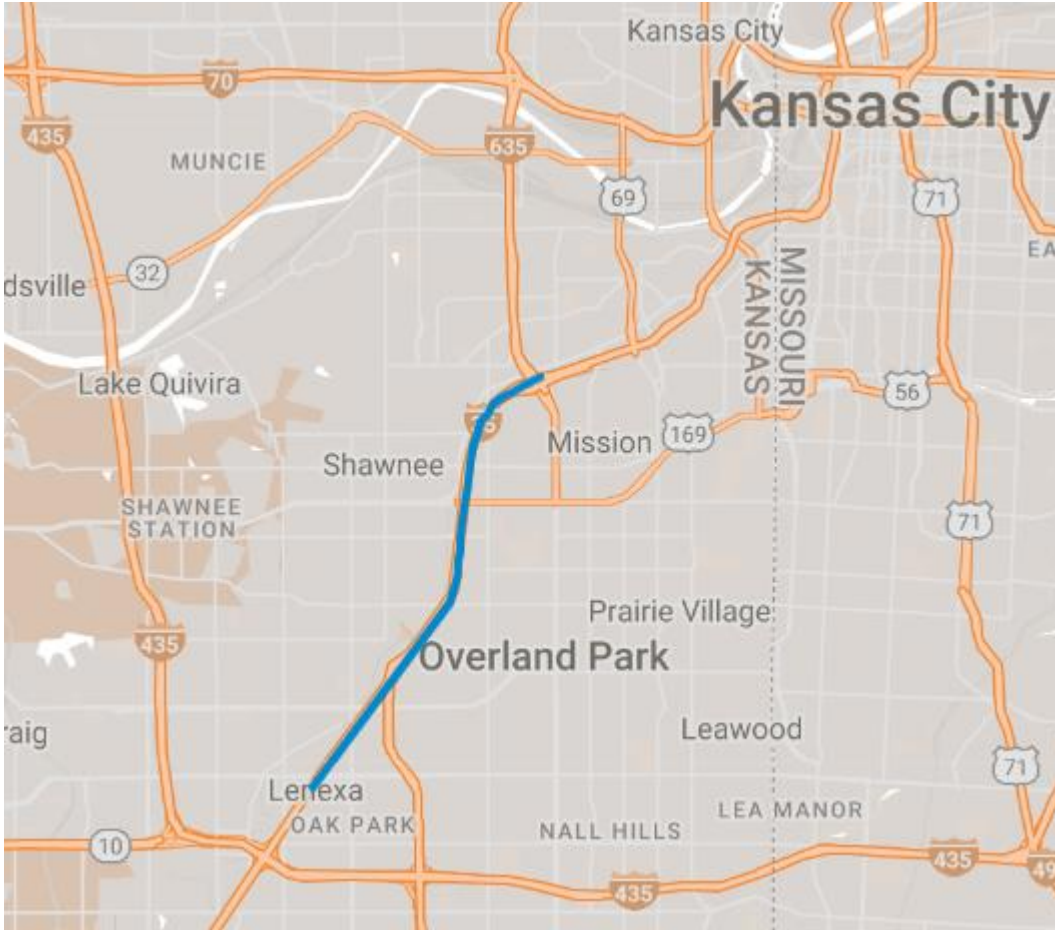 Kansas City
70
Kansas City
435
635
MUNCIE
69
71
EA
32
dsville
KANSAS
MISSOURI
Lake Quivira
56
Mission
169
Shawnee
SHAWNEE
STATION
71
Prairie Village
435
Overland Park
raig
Leawood
71
Lenexa
LEA MANOR
OAK PARK
NALL HILLS
10
435
435
49